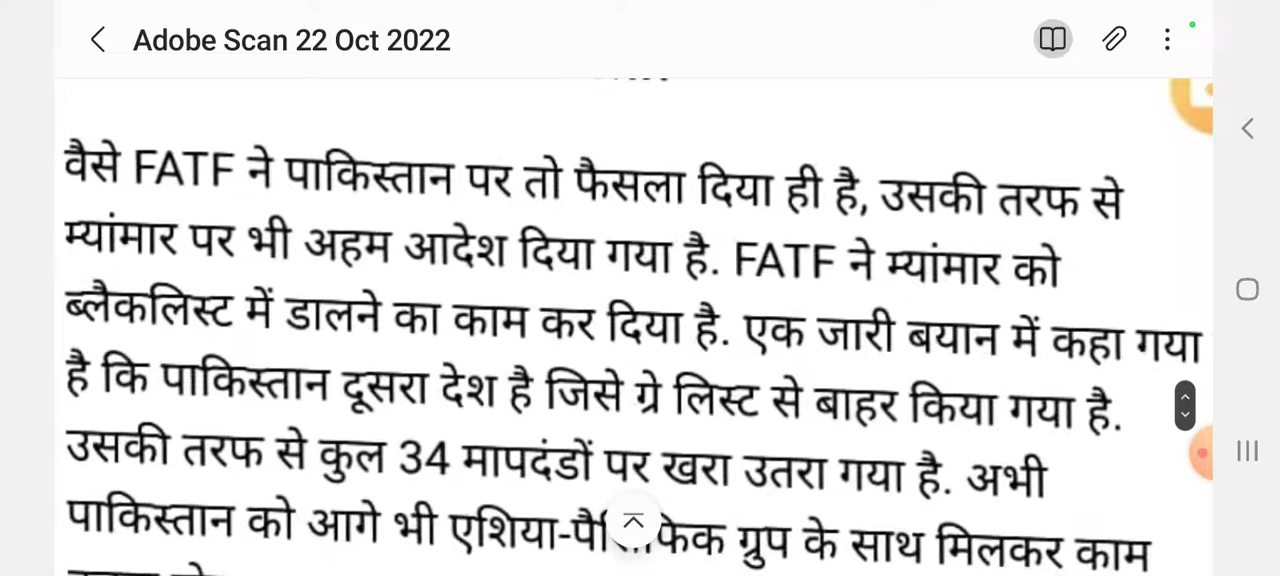 Adobe Scan 22 Oct 2022
वैसे FATF ने पाकिस्तान पर तो फैसला दिया ही है, उसकी तरफ से
म्यांमार पर भी अहम आदेश दिया गया है. FATF ने म्यांमार को
ब्लैकलिस्ट में डालने का काम कर दिया है. एक जारी बयान में कहा गया
है कि पाकिस्तान दूसरा देश है जिसे ग्रे लिस्ट से बाहर किया गया है.
उसकी तरफ से कुल 34 मापदंडों पर खरा उतरा गया है. अभी
पाकिस्तान को आगे भी ग्रुप के साथ मिलकर काम